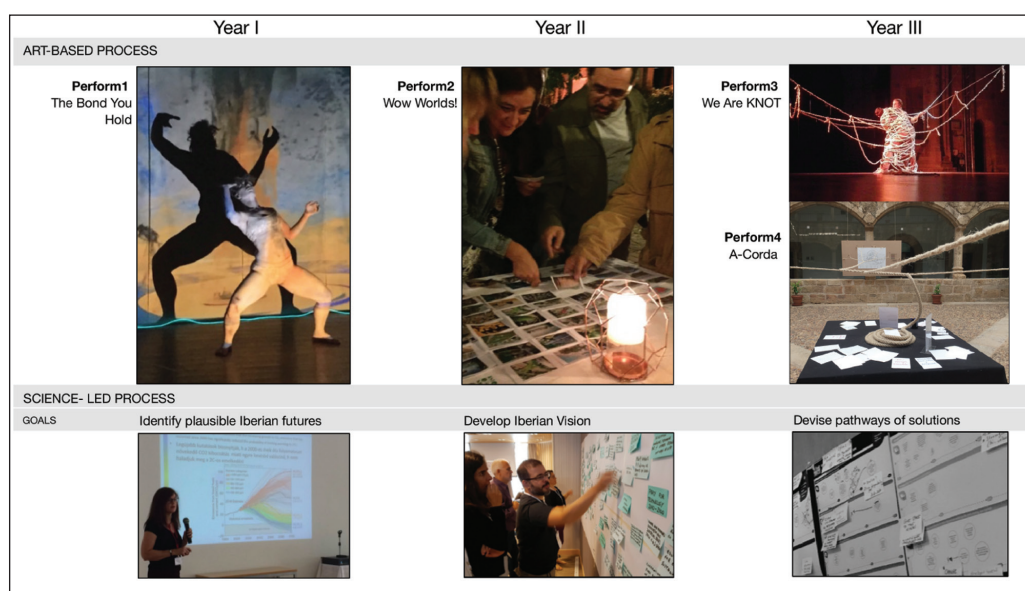 Year I
Year II
Year III
ART-BASED PROCESS
Perform1
The Bond You
Hold
Perform2
Wow Worlds!
Perform3
We Are KNOT
Perform4
A-Corda
SCIENCE- LED PROCESS
GOALS
Identify plausible Iberian futures
Develop Iberian Vision
Devise pathways of solutions